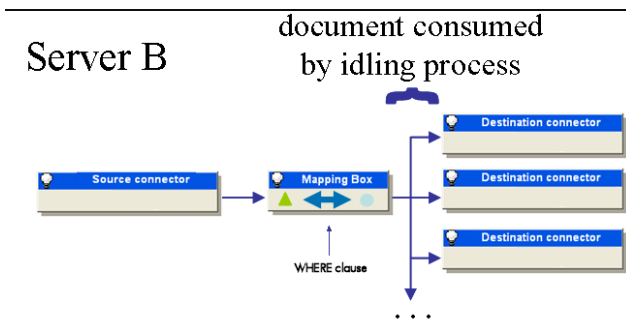 document consumed
Server B
by idling process
Destination connector
Source connector
Mapping Box
Destination connector
Destination connector
WHERE clause
. . .